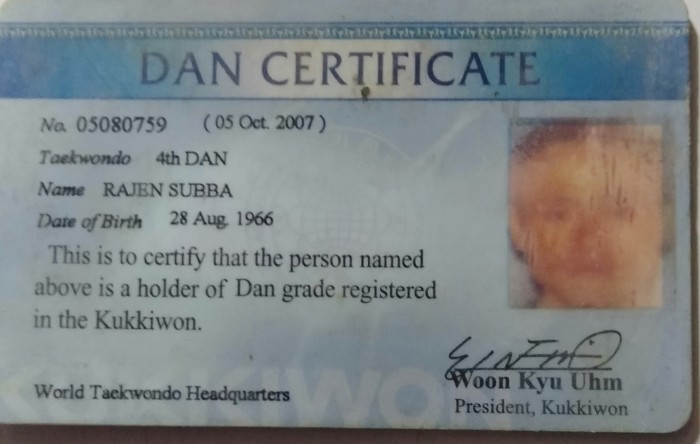 DAN CERTIFICATE
No. 05080759 (05 Oct. 2007)
Taekwondo 4th DAN
Name RAJEN SUBBA
Date of Birth 28 Aug. 1966
This is to certify that the person named
above is a holder of Dan grade registered
in the Kukkiwon.
Woon Kyu Uhm
World Taekwondo Headquarters
President, Kukkiwon